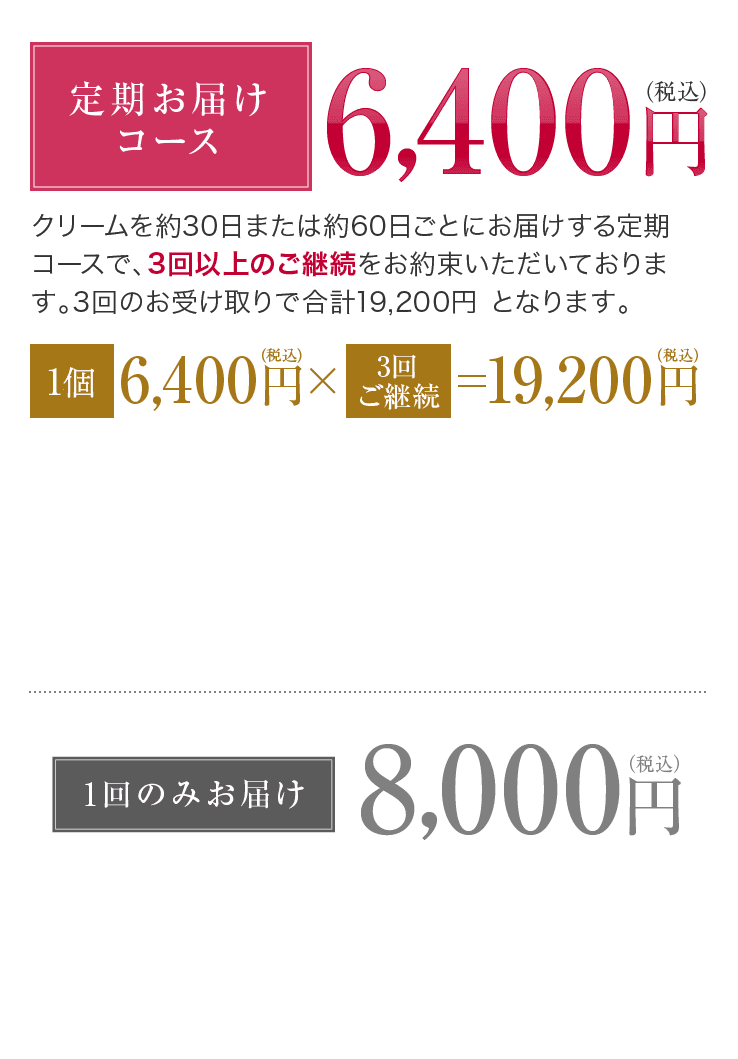 定期お届け
コース
6,400円(税込)
クリームを約30日または約60日ごとにお届けする定期
コースで、3回以上のご継続をお約束いただいておりま
す。3回のお受け取りで合計19,200円 となります。
1個 6,400円(税込)×3回ご継続=19,200円(税込)
1回のみお届け 8,000円(税込)